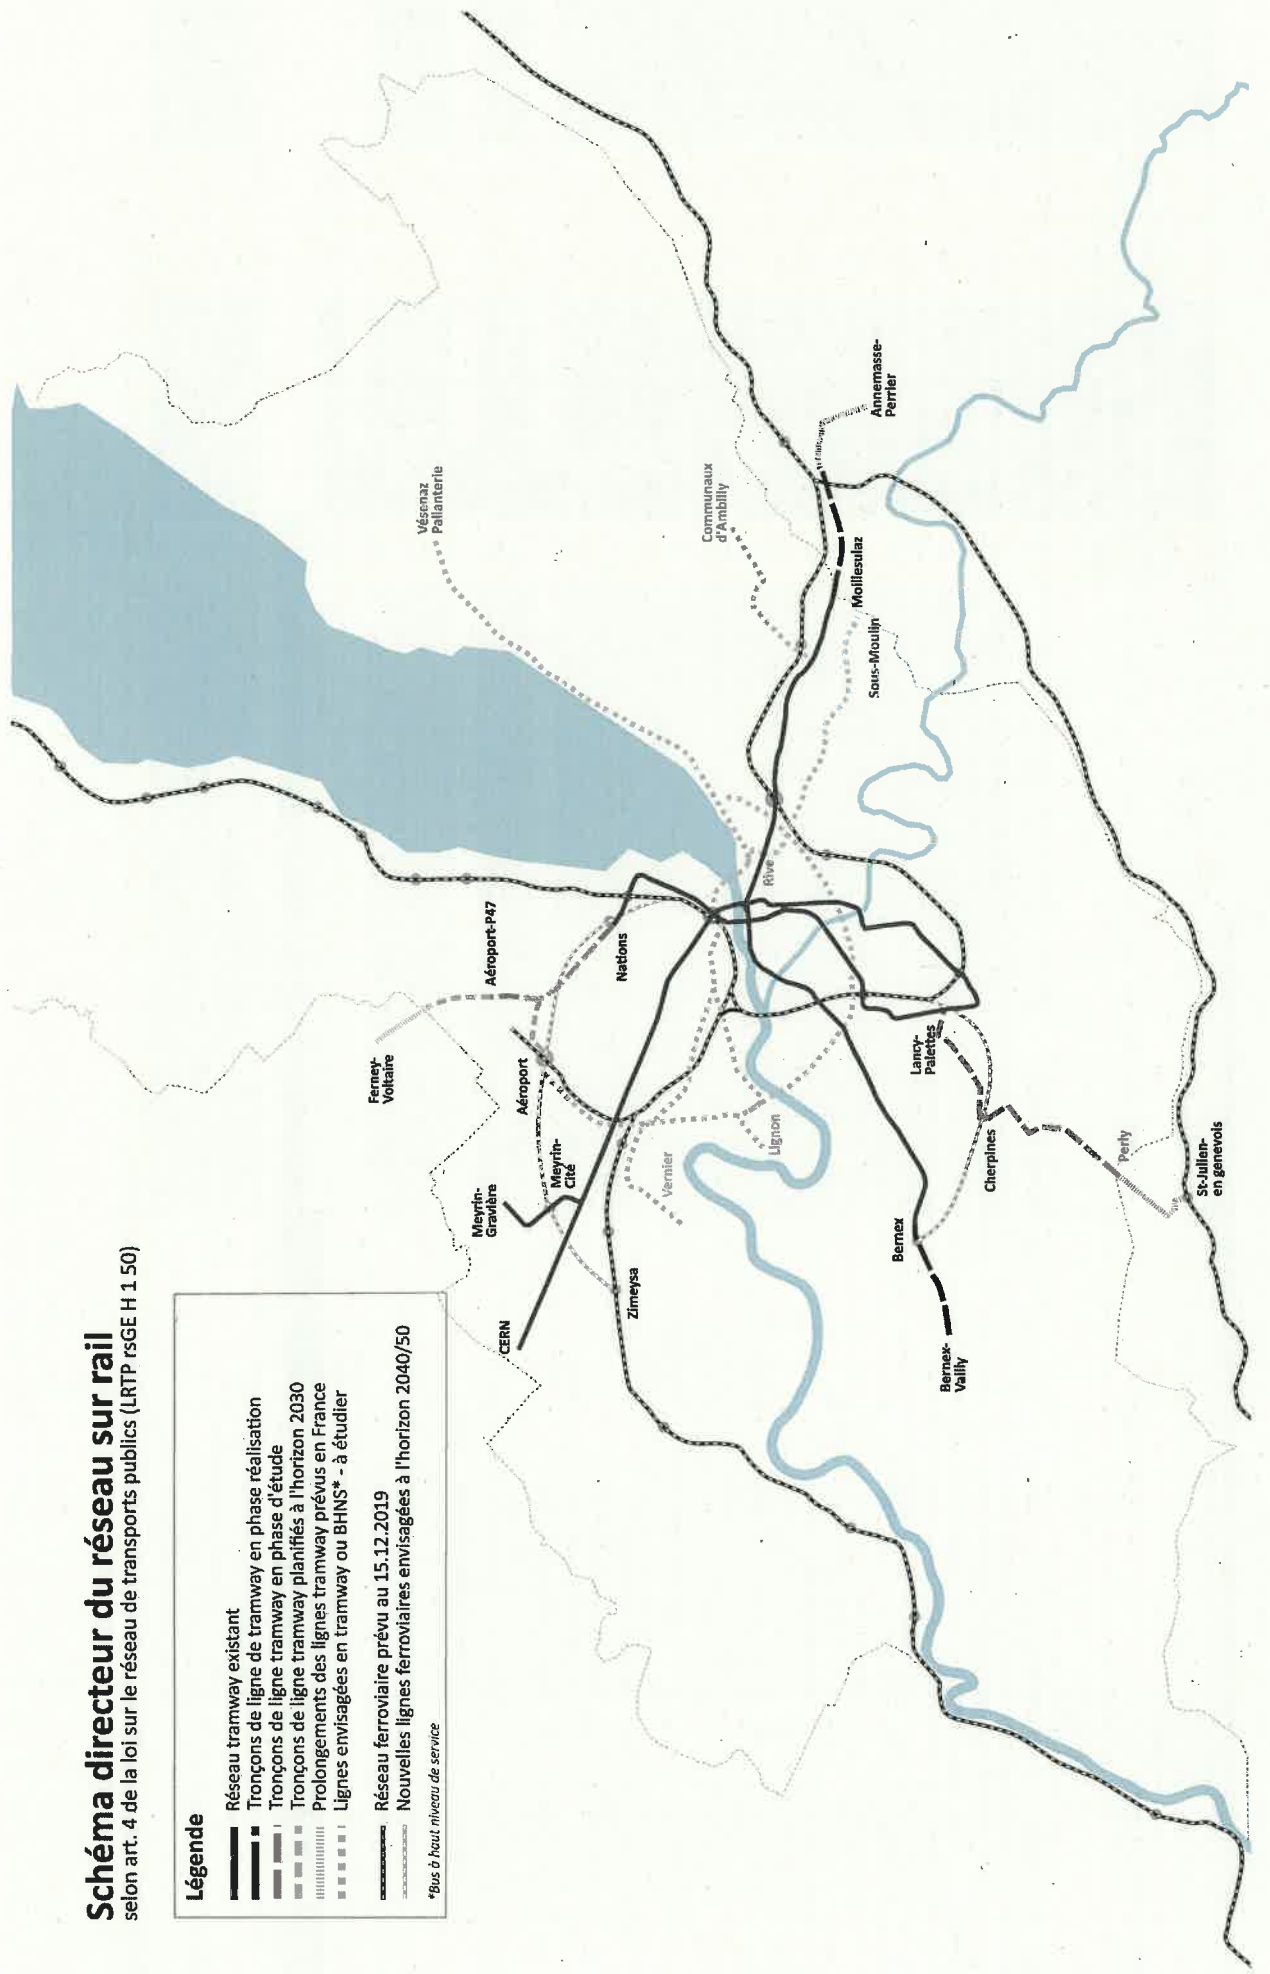 Schéma directeur du réseau sur rail
selon art. 4 de la loi sur le réseau de transports publics (LRTP rsGE H 1 50)
Légende
Réseau tramway existant
Tronçons de ligne de tramway en phase réalisation
Tronçons de ligne tramway en phase d'étude
Tronçons de ligne tramway planifiés à l'horizon 2030
Prolongements des lignes tramway prévus en France
Lignes envisagées en tramway ou BHNS* - à étudier
Réseau ferroviaire prévu au 15.12.2019
Nouvelles lignes ferroviaires envisagées à l'horizon 2040/50
*Bus à haut niveau de service
Ferney-
Voltaire
Vésenaz
Pallanterie
Aéroport-P47
Meyrin-
Gravière
CERN
Aéroport
Meyrin-
Cité
Nations
Zimeysa
Vernier
Communaux
d'Ambilly
Lignon
Rive
Moillesulaz
Sous-Moulin
Annemasse-
Perrier
Bernex
Lancy-
Palettes
Bernex-
Vailly
Cherpines
Perly
St-Julien-
en genevois